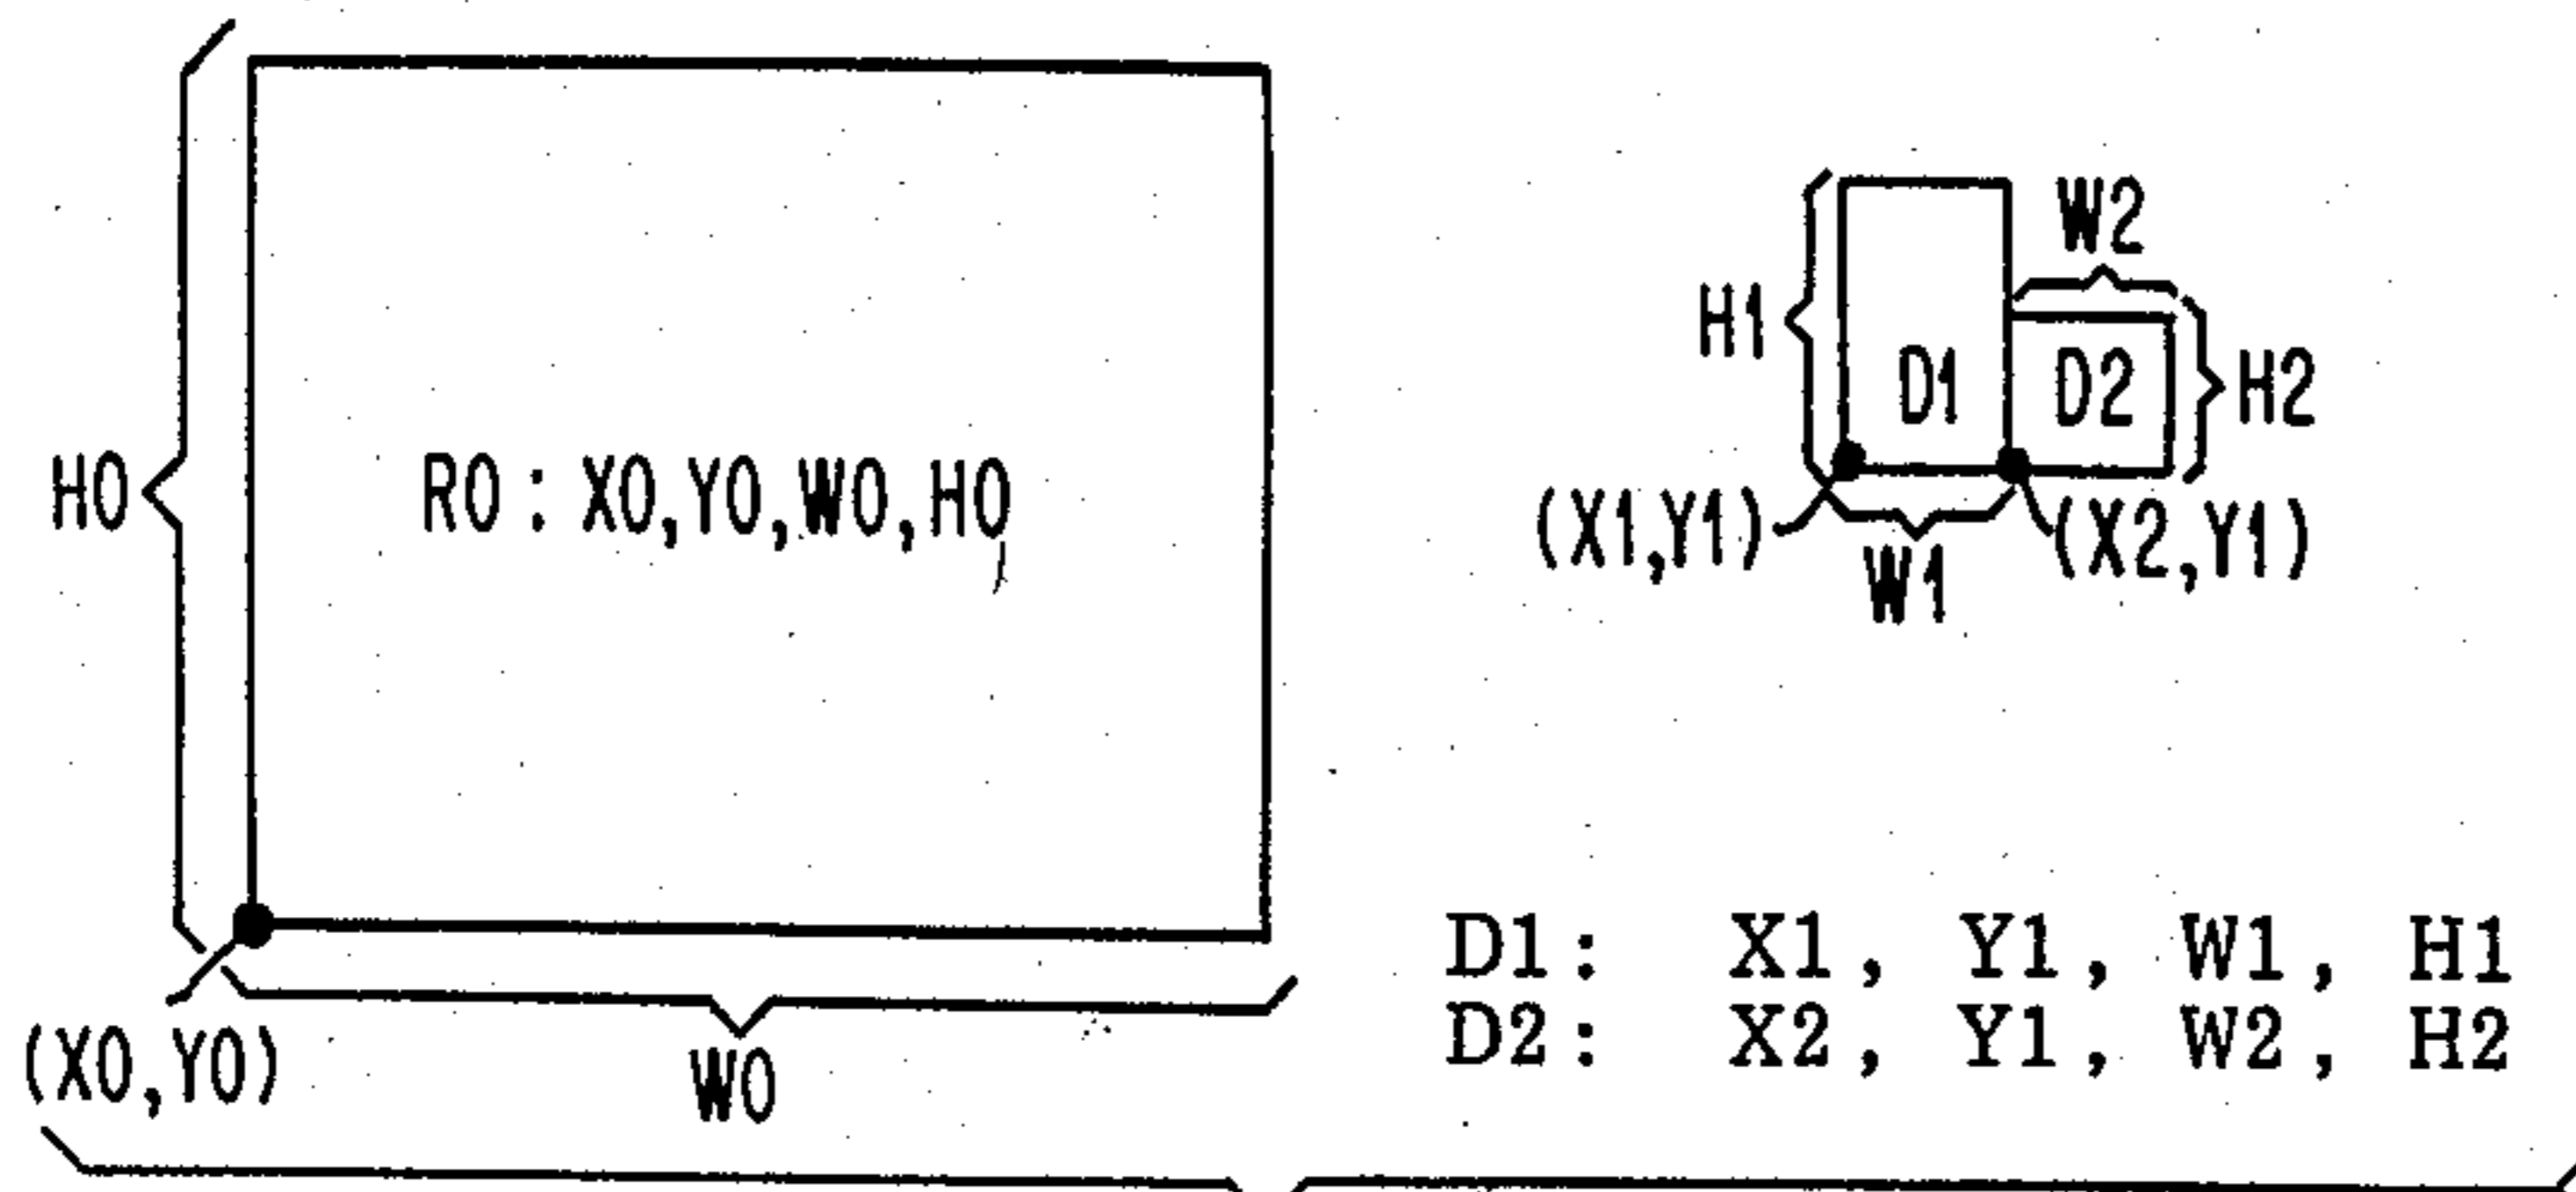 H0
R0: X0,Y0,W0,H0
(X0,Y0)
W0
H1
W2
D1
D2
H2
(X1,Y1)
W1
(X2,Y1)
D1: X1, Y1, W1, H1
D2: X2, Y1, W2, H2